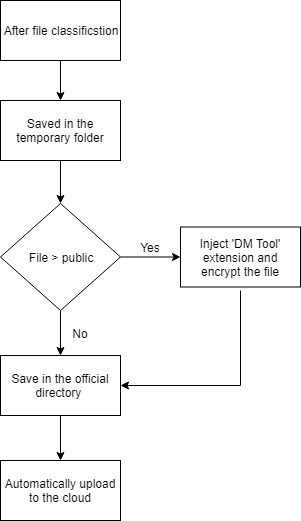 After file classificstion
Saved in the
temporary folder
File > public
Yes
Inject 'DM Tool'
extension and
encrypt the file
No
Save in the official
directory
Automatically upload
to the cloud